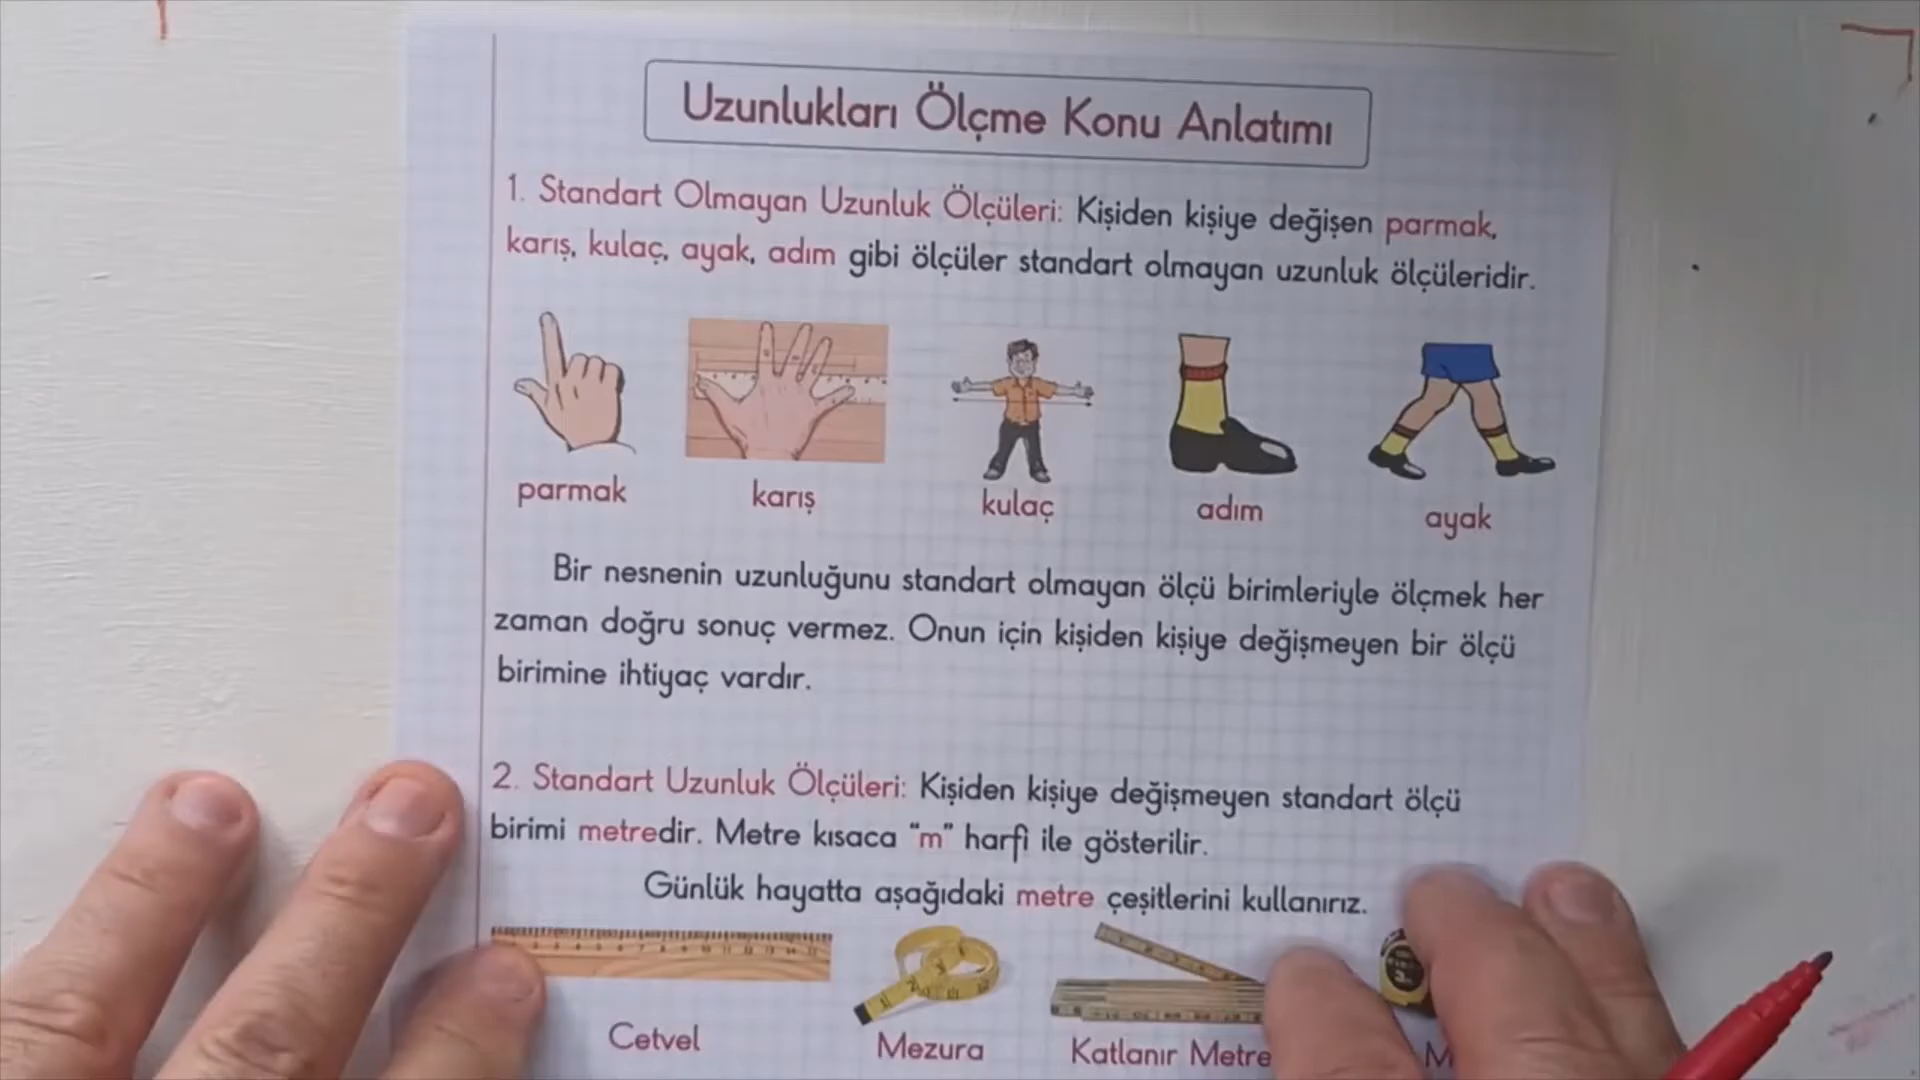 Uzunlukları Ölçme Konu Anlatımı
1. Standart Olmayan Uzunluk Ölçüleri: Kişiden kişiye değişen parmak,
karış, kulaç, ayak, adım gibi ölçüler standart olmayan uzunluk ölçüleridir.
parmak
karış
kulaç
adım
ayak
Bir nesnenin uzunluğunu standart olmayan ölçü birimleriyle ölçmek her
zaman doğru sonuç vermez. Onun için kişiden kişiye değişmeyen bir ölçü
birimine ihtiyaç vardır.
2. Standart Uzunluk Ölçüleri: Kişiden kişiye değişmeyen standart ölçü
birimi metredir. Metre kısaca “m” harfi ile gösterilir.
Günlük hayatta aşağıdaki metre çeşitlerini kullanırız.
Cetvel
Mezura
Katlanır Metre